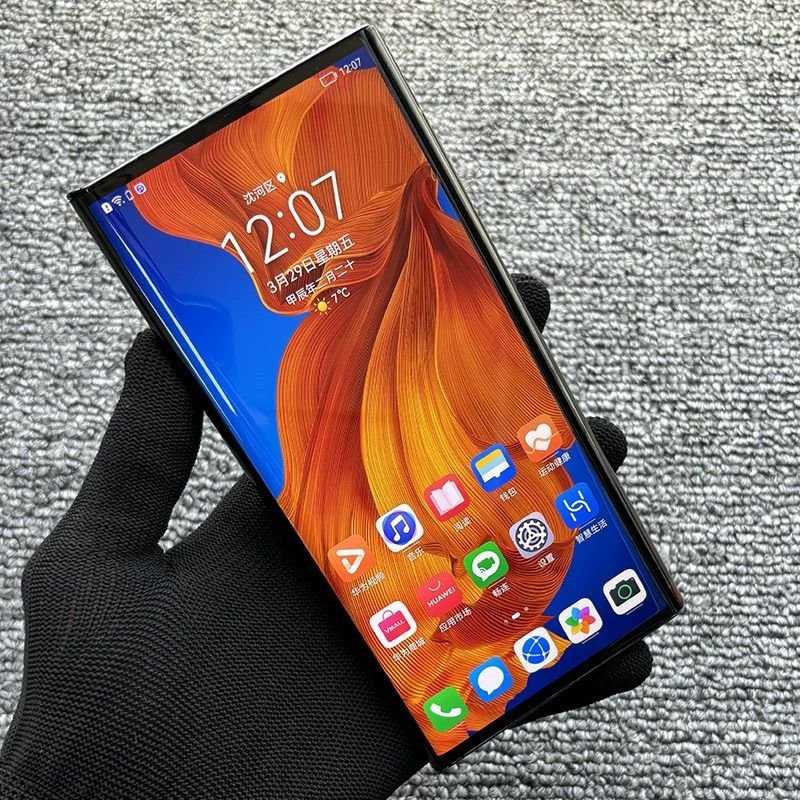 12:07
沈河区
12:07
3月29日星期五
甲辰年二月二十
7℃
华为视频
音乐
阅读
钱包
运动健康
VMALL
华为商城
HUAWEI
应用市场
畅连
设置
智慧生活